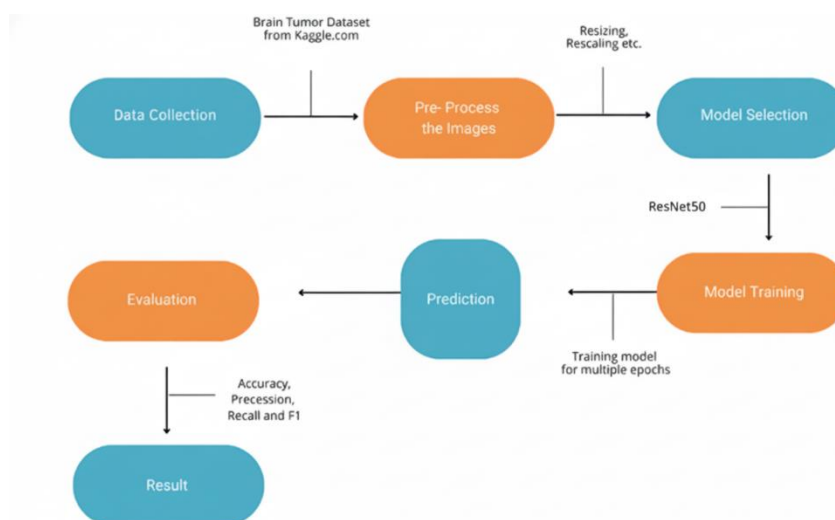 Brain Tumor Dataset
from Kaggle.com
Resizing,
Rescaling etc.
Data Collection
Pre- Process
the Images
Model Selection
ResNet50
Evaluation
Prediction
Model Training
Training model
for multiple epochs
Accuracy,
Precession,
Recall and F1
Result